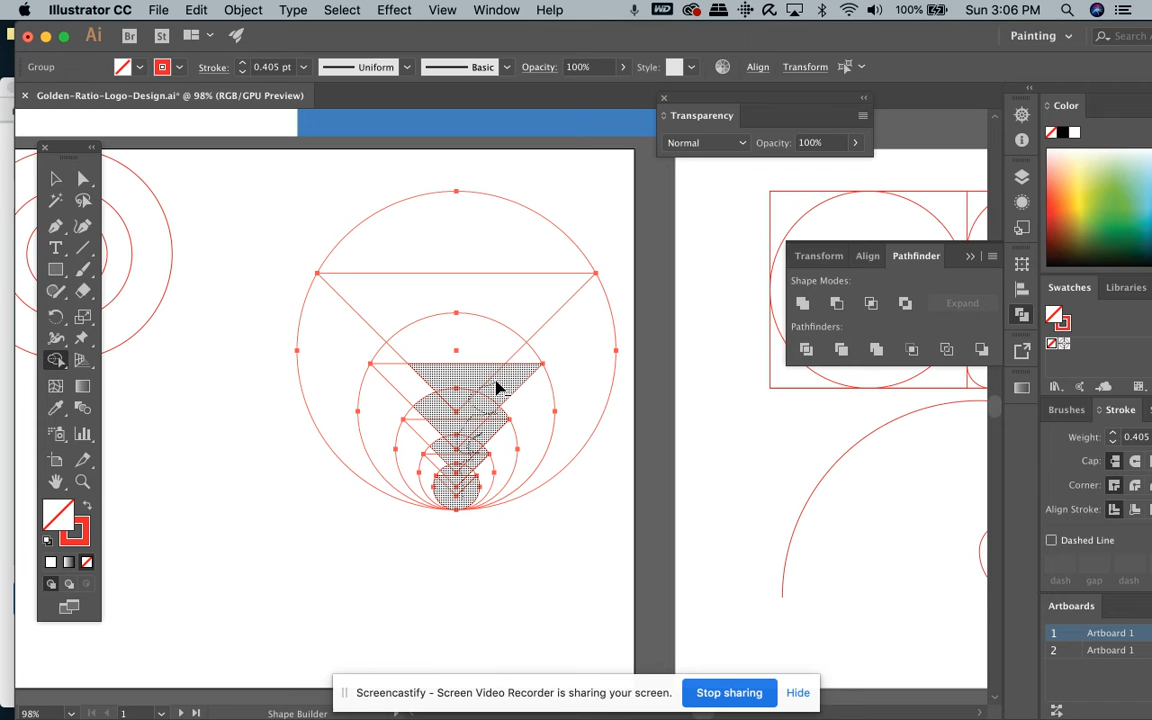 Illustrator CC File Edit Object Type Select Effect View Window Help 100% Sun 3:06 PM
Ai Br St Painting Search A
Group Stroke: 0.405 pt Uniform Basic Opacity: 100% Style: Align Transform
× Golden-Ratio-Logo-Design.ai* @ 98% (RGB/GPU Preview)
Transparency
Normal Opacity: 100%
Color
Transform Align Pathfinder
Shape Modes:
Expand
Pathfinders:
Swatches Libraries
Brushes Stroke
Weight: 0.405
Cap:
Corner:
Align Stroke:
Dashed Line
dash gap dash
Artboards
1 Artboard 1
2 Artboard 1
Screencastify - Screen Video Recorder is sharing your screen. Stop sharing Hide
98% 1 Shape Builder